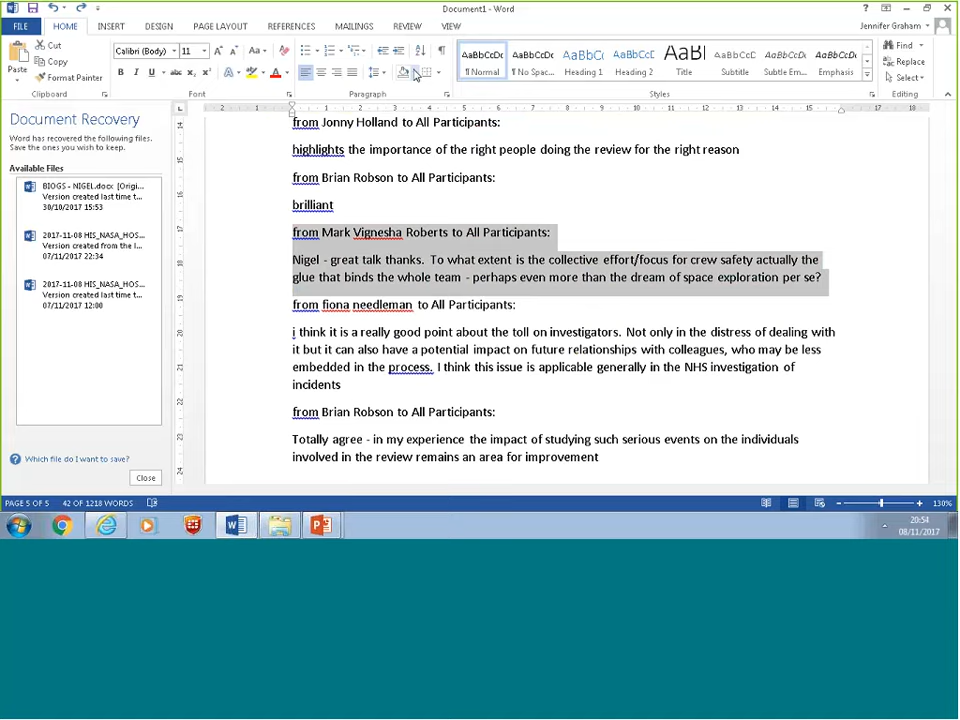 Document1 - Word
FILE HOME INSERT DESIGN PAGE LAYOUT REFERENCES MAILINGS REVIEW VIEW
Jennifer Graham
Paste
Cut
Copy
Format Painter
Calibri (Body) 11
AaBbCcDc AaBbCcDc AaBbC( AaBbCcD AaBl AaBbCcC AaBbCcDi AaBbCcDi
¶ Normal ¶ No Spac... Heading 1 Heading 2 Title Subtitle Subtle Em... Emphasis
Find
Replace
Select
Clipboard Font Paragraph Styles Editing
Document Recovery
Word has recovered the following files.
Save the ones you wish to keep.
Available Files
BIOGS - NIGEL.docx [Origi...
Version created last time t...
30/10/2017 15:53
2017-11-08 HIS_NASA_HOS...
Version created from the l...
07/11/2017 22:34
2017-11-08 HIS_NASA_HOS...
Version created last time t...
07/11/2017 12:00
Which file do I want to save?
Close
from Jonny Holland to All Participants:
highlights the importance of the right people doing the review for the right reason
from Brian Robson to All Participants:
brilliant
from Mark Vignesha Roberts to All Participants:
Nigel - great talk thanks. To what extent is the collective effort/focus for crew safety actually the
glue that binds the whole team - perhaps even more than the dream of space exploration per se?
from fiona needleman to All Participants:
i think it is a really good point about the toll on investigators. Not only in the distress of dealing with
it but it can also have a potential impact on future relationships with colleagues, who may be less
embedded in the process. I think this issue is applicable generally in the NHS investigation of
incidents
from Brian Robson to All Participants:
Totally agree - in my experience the impact of studying such serious events on the individuals
involved in the review remains an area for improvement
PAGE 5 OF 5 42 OF 1218 WORDS
130%
20:54
08/11/2017